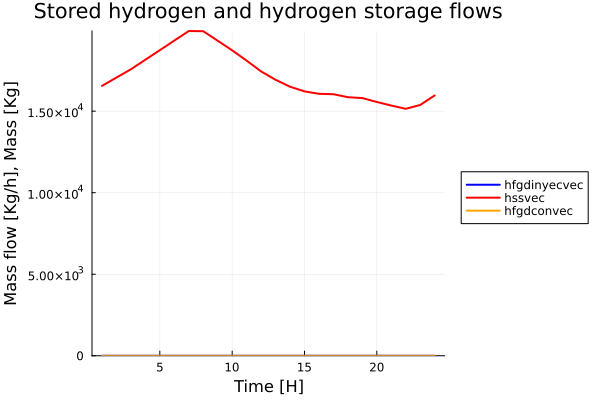 Stored hydrogen and hydrogen storage flows
Mass flow [Kg/h], Mass [Kg]
1.50×10⁴
1.00×10⁴
5.00×10³
0
5 10 15 20
Time [H]
hfgdinyecvec
hssvec
hfgdconvec